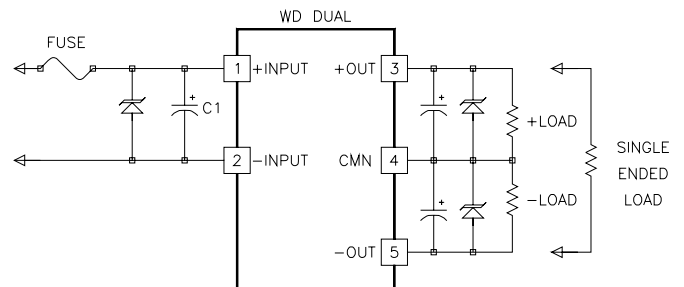 WD DUAL
FUSE
1 +INPUT
+OUT 3
+ C1
+
+LOAD
2 -INPUT
CMN 4
SINGLE
ENDED
LOAD
+
-LOAD
-OUT 5